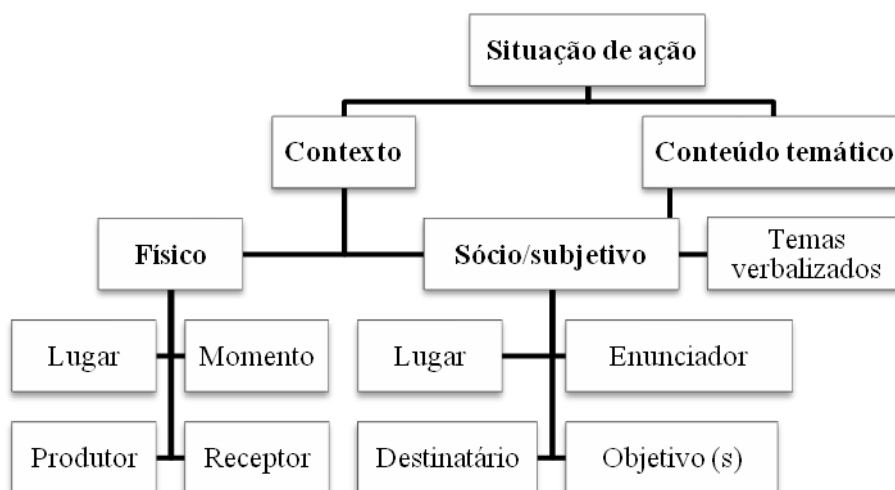 Situação de ação
Contexto
Conteúdo temático
Físico
Sócio/subjetivo
Temas
verbalizados
Lugar
Momento
Lugar
Enunciador
Produtor
Receptor
Destinatário
Objetivo (s)